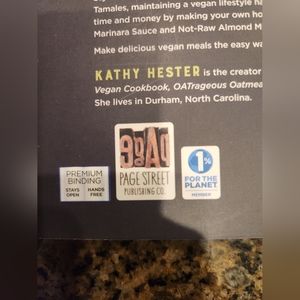 Tamales, maintaining a vegan lifestyle ha
time and money by making your own ho
Marinara Sauce and Not-Raw Almond M
Make delicious vegan meals the easy wa
KATHY HESTER is the creator
Vegan Cookbook, OATrageous Oatmea
She lives in Durham, North Carolina.
PREMIUM
BINDING
STAYS OPEN HANDS FREE
PAGE STREET
PUBLISHING CO.
1%
FOR THE
PLANET
MEMBER